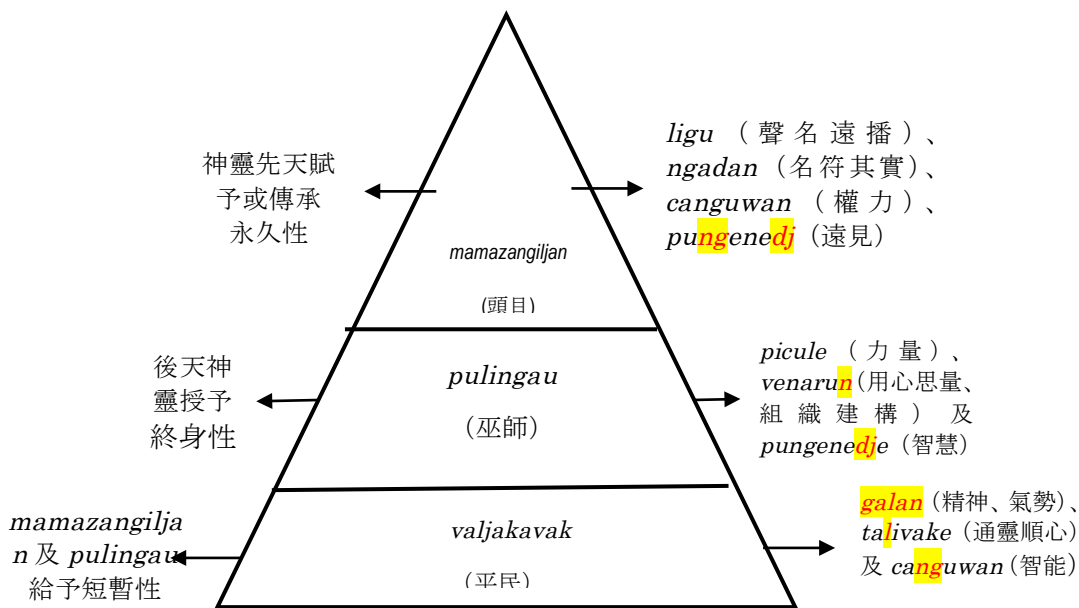 神靈先天賦
予或傳承
永久性
mamazangiljan
(頭目)
ligu（聲名遠播）、
ngadan（名符其實）、
canguwan（權力）、
pungenedj（遠見）
後天神
靈授予
終身性
pulingau
（巫師）
picule（力量）、
venarun（用心思量、
組織建構）及
pungenedje（智慧）
mamazangilja
n 及 pulingau
給予短暫性
valjakavak
（平民）
galan（精神、氣勢）、
talivake（通靈順心）
及 canguwan（智能）